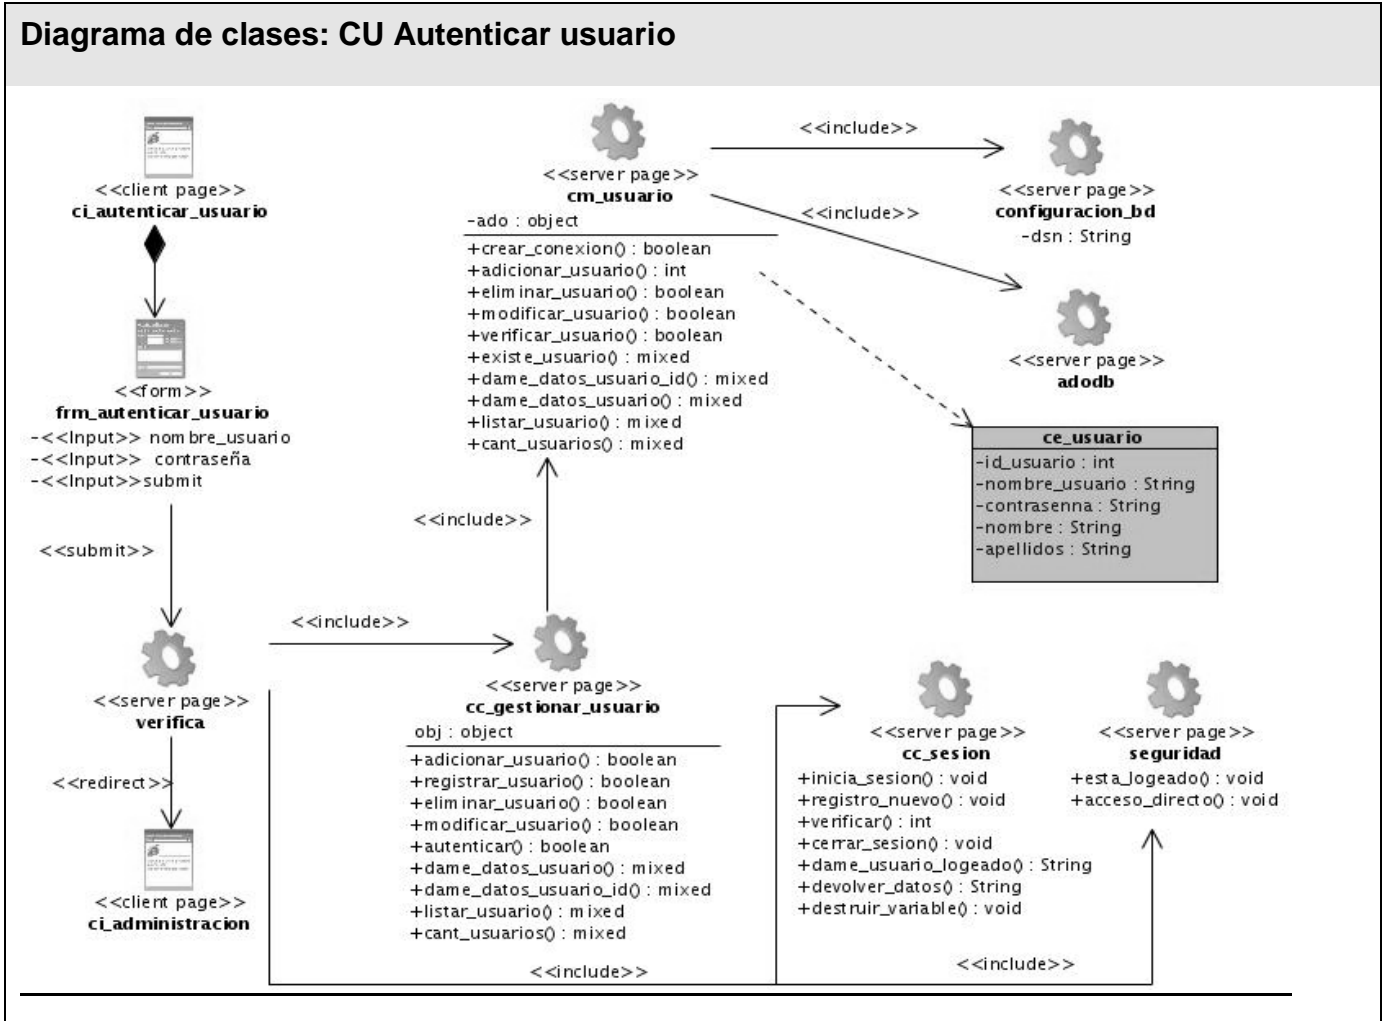 Diagrama de clases: CU Autenticar usuario
<<client page>>
ci_autenticar_usuario
<<form>>
frm_autenticar_usuario
-<<Input>> nombre_usuario
-<<Input>> contraseña
-<<Input>>submit
<<submit>>
<<server page>>
verifica
<<redirect>>
<<client page>>
ci_administracion
<<include>>
<<server page>>
cm_usuario
-ado : object
+crear_conexion() : boolean
+adicionar_usuario() : int
+eliminar_usuario() : boolean
+modificar_usuario() : boolean
+verificar_usuario() : boolean
+existe_usuario() : mixed
+dame_datos_usuario_id() : mixed
+dame_datos_usuario() : mixed
+listar_usuario() : mixed
+cant_usuarios() : mixed
<<include>>
<<server page>>
cc_gestionar_usuario
obj : object
+adicionar_usuario() : boolean
+registrar_usuario() : boolean
+eliminar_usuario() : boolean
+modificar_usuario() : boolean
+autenticar() : boolean
+dame_datos_usuario() : mixed
+dame_datos_usuario_id() : mixed
+listar_usuario() : mixed
+cant_usuarios() : mixed
<<include>>
<<include>>
<<server page>>
configuracion_bd
-dsn : String
<<include>>
<<server page>>
adodb
ce_usuario
-id_usuario : int
-nombre_usuario : String
-contrasenna : String
-nombre : String
-apellidos : String
<<server page>>
cc_sesion
+inicia_sesion() : void
+registro_nuevo() : void
+verificar() : int
+cerrar_sesion() : void
+dame_usuario_logeado() : String
+devolver_datos() : String
+destruir_variable() : void
<<server page>>
seguridad
+esta_logeado() : void
+acceso_directo() : void
<<include>>